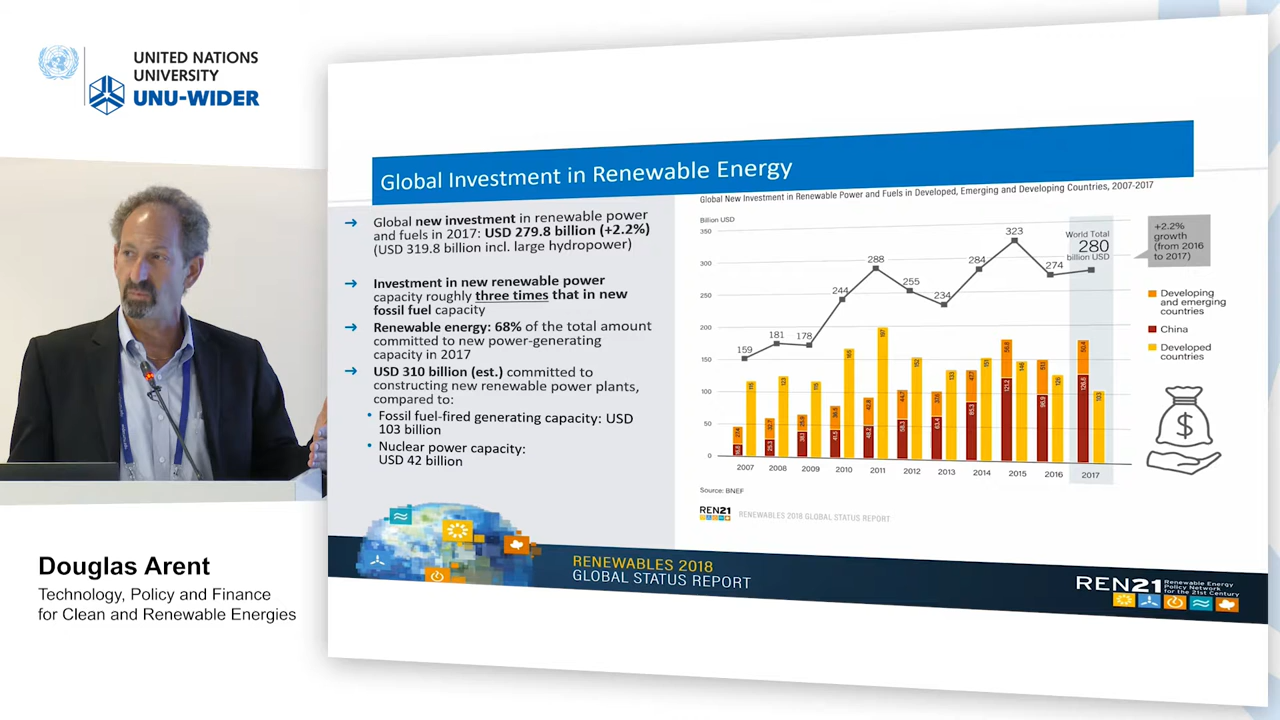 UNITED NATIONS
UNIVERSITY
UNU-WIDER
Global Investment in Renewable Energy
Global new investment in renewable power
and fuels in 2017: USD 279.8 billion (+2.2%)
(USD 319.8 billion incl. large hydropower)
Investment in new renewable power
capacity roughly three times that in new
fossil fuel capacity
Renewable energy: 68% of the total amount
committed to new power-generating
capacity in 2017
USD 310 billion (est.) committed to
constructing new renewable power plants,
compared to:
• Fossil fuel-fired generating capacity: USD
103 billion
• Nuclear power capacity:
USD 42 billion
Global New Investment in Renewable Power and Fuels in Developed, Emerging and Developing Countries, 2007-2017
Billion USD
350
300
250
200
150
100
50
0
159
181
178
244
288
255
234
284
323
274
World Total
280
billion USD
+2.2%
growth
(from 2016
to 2017)
Developing
and emerging
countries
China
Developed
countries
2007
2008
2009
2010
2011
2012
2013
2014
2015
2016
2017
Source: BNEF
REN21 RENEWABLES 2018 GLOBAL STATUS REPORT
RENEWABLES 2018
GLOBAL STATUS REPORT
REN21 Renewable Energy
Policy Network
for the 21st Century
Douglas Arent
Technology, Policy and Finance
for Clean and Renewable Energies